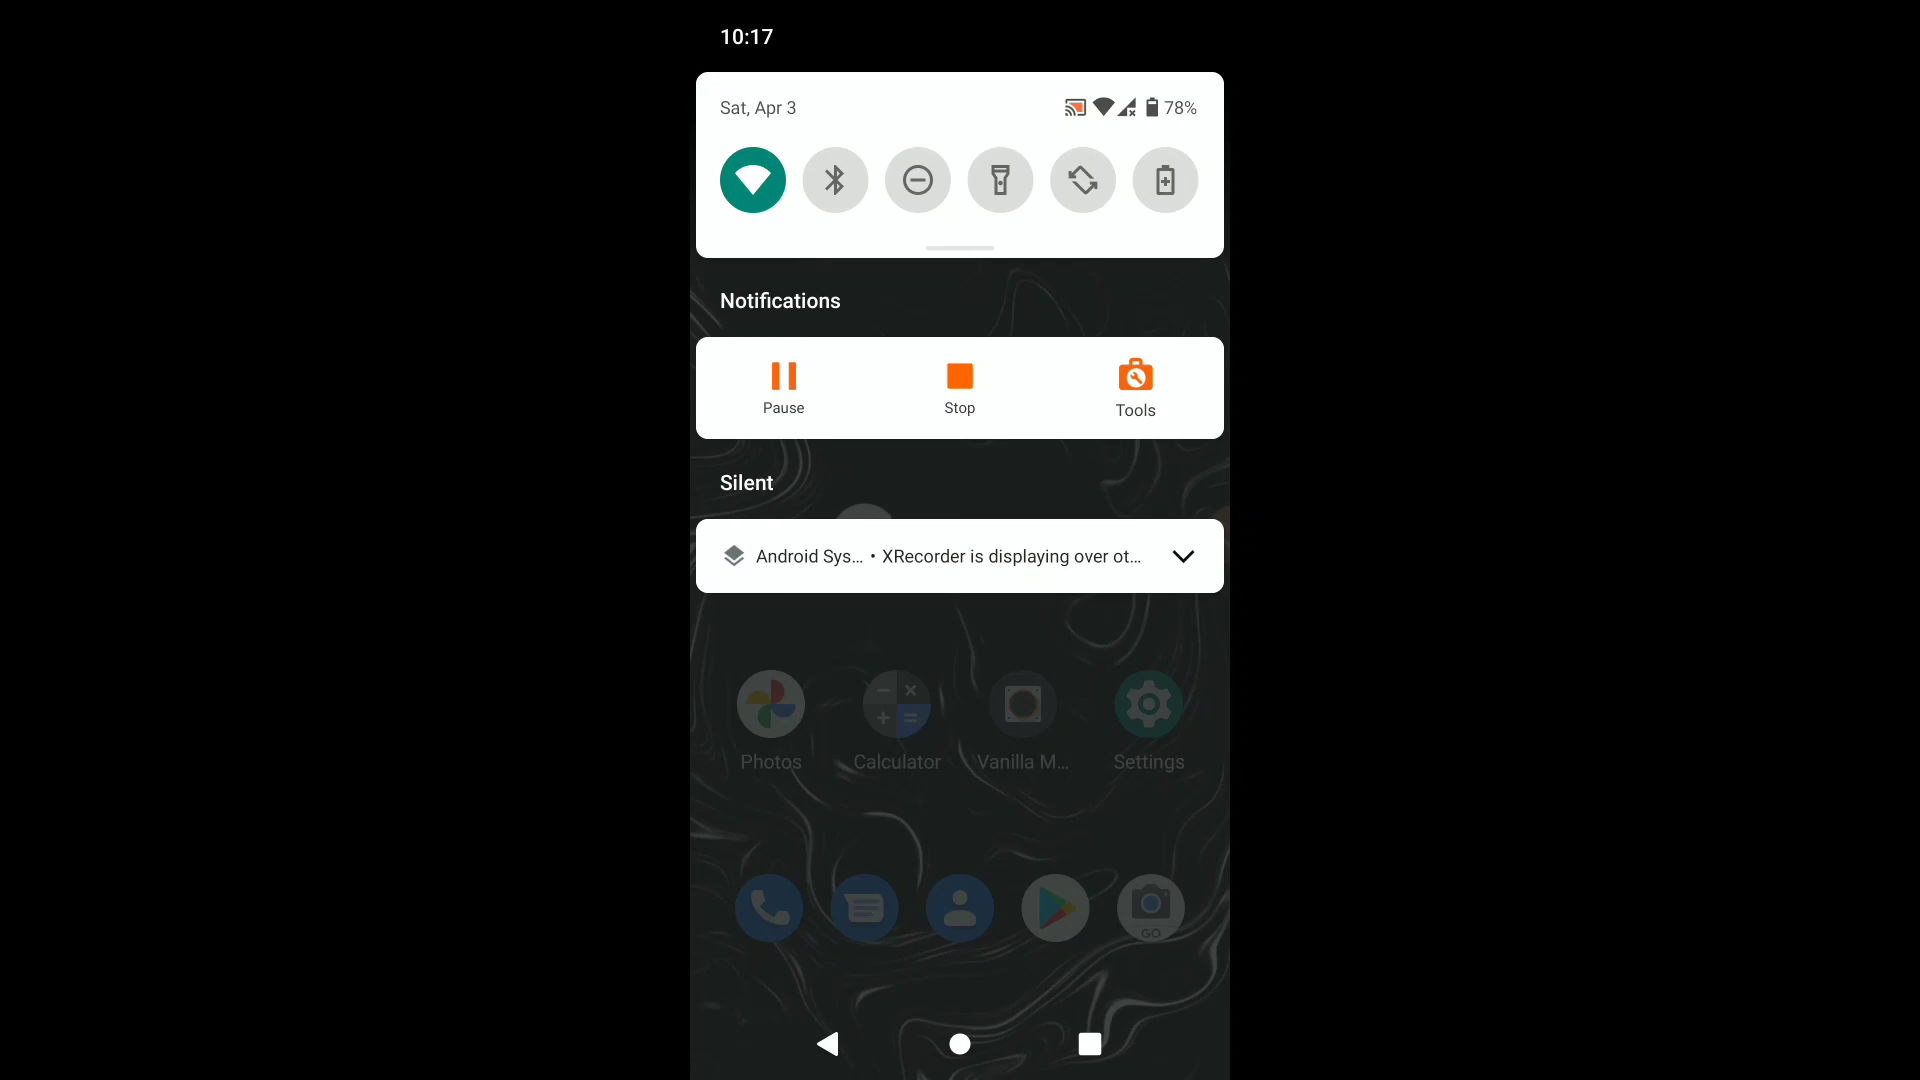 10:17
Sat, Apr 3
78%
Notifications
Pause
Stop
Tools
Silent
Android Sys... • XRecorder is displaying over ot...
Photos
Calculator
Vanilla M...
Settings
GO